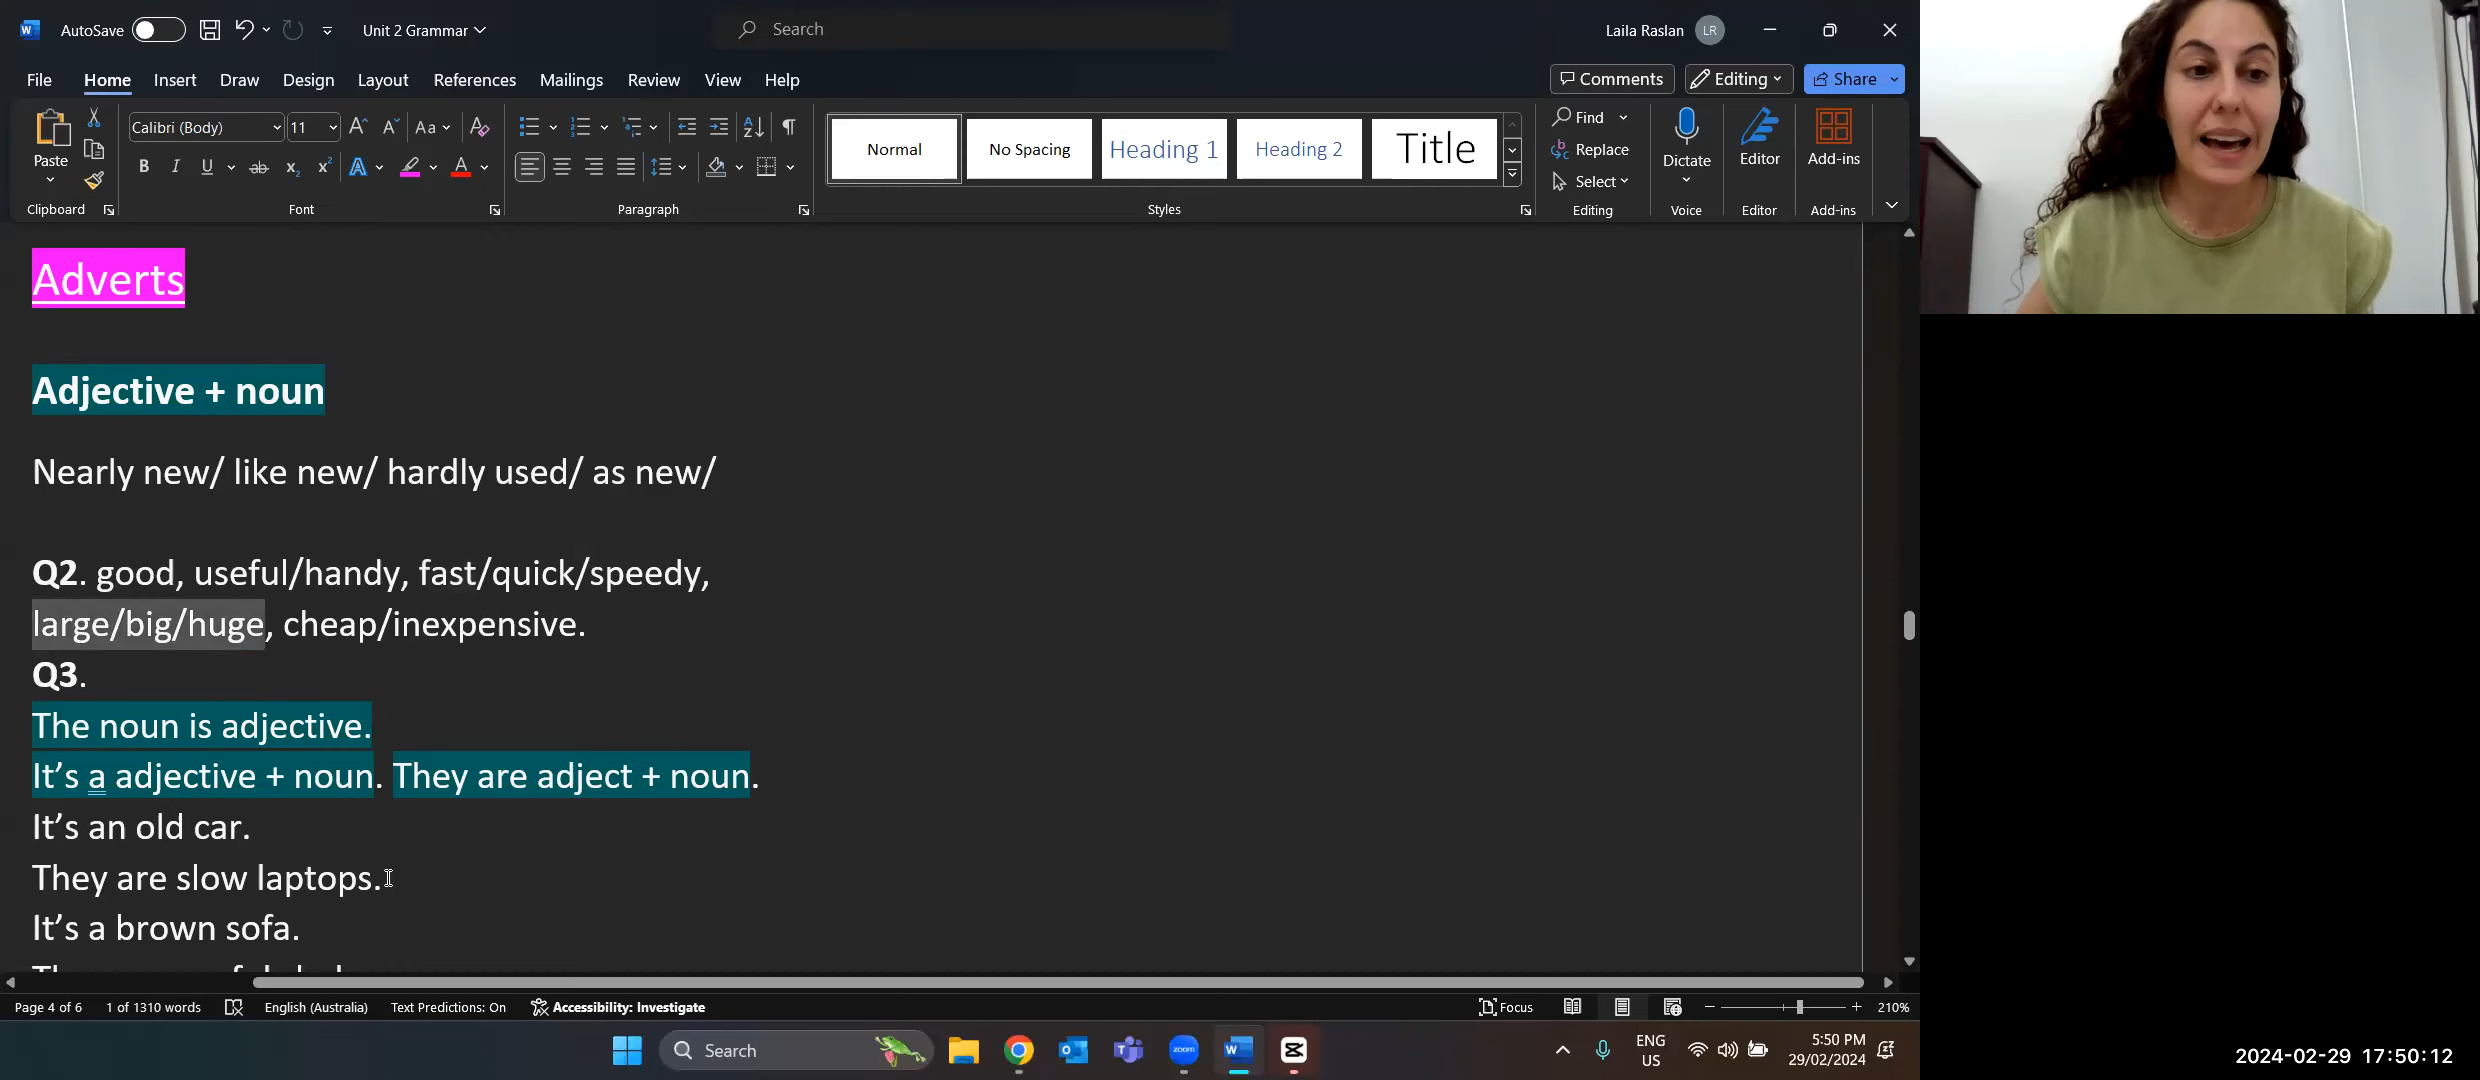 AutoSave
Unit 2 Grammar
Search
Laila Raslan
LR
File Home Insert Draw Design Layout References Mailings Review View Help
Comments Editing Share
Paste
Clipboard
Calibri (Body) 11
Font
Paragraph
Normal
No Spacing
Heading 1
Heading 2
Title
Styles
Find
Replace
Select
Editing
Dictate
Voice
Editor
Editor
Add-ins
Add-ins
Adverts
Adjective + noun
Nearly new/ like new/ hardly used/ as new/
Q2. good, useful/handy, fast/quick/speedy,
large/big/huge, cheap/inexpensive.
Q3.
The noun is adjective.
It’s a adjective + noun. They are adject + noun.
It’s an old car.
They are slow laptops.
It’s a brown sofa.
Page 4 of 6 1 of 1310 words English (Australia) Text Predictions: On Accessibility: Investigate Focus 210%
Search
zoom
ENG
US
5:50 PM
29/02/2024
2024-02-29 17:50:12